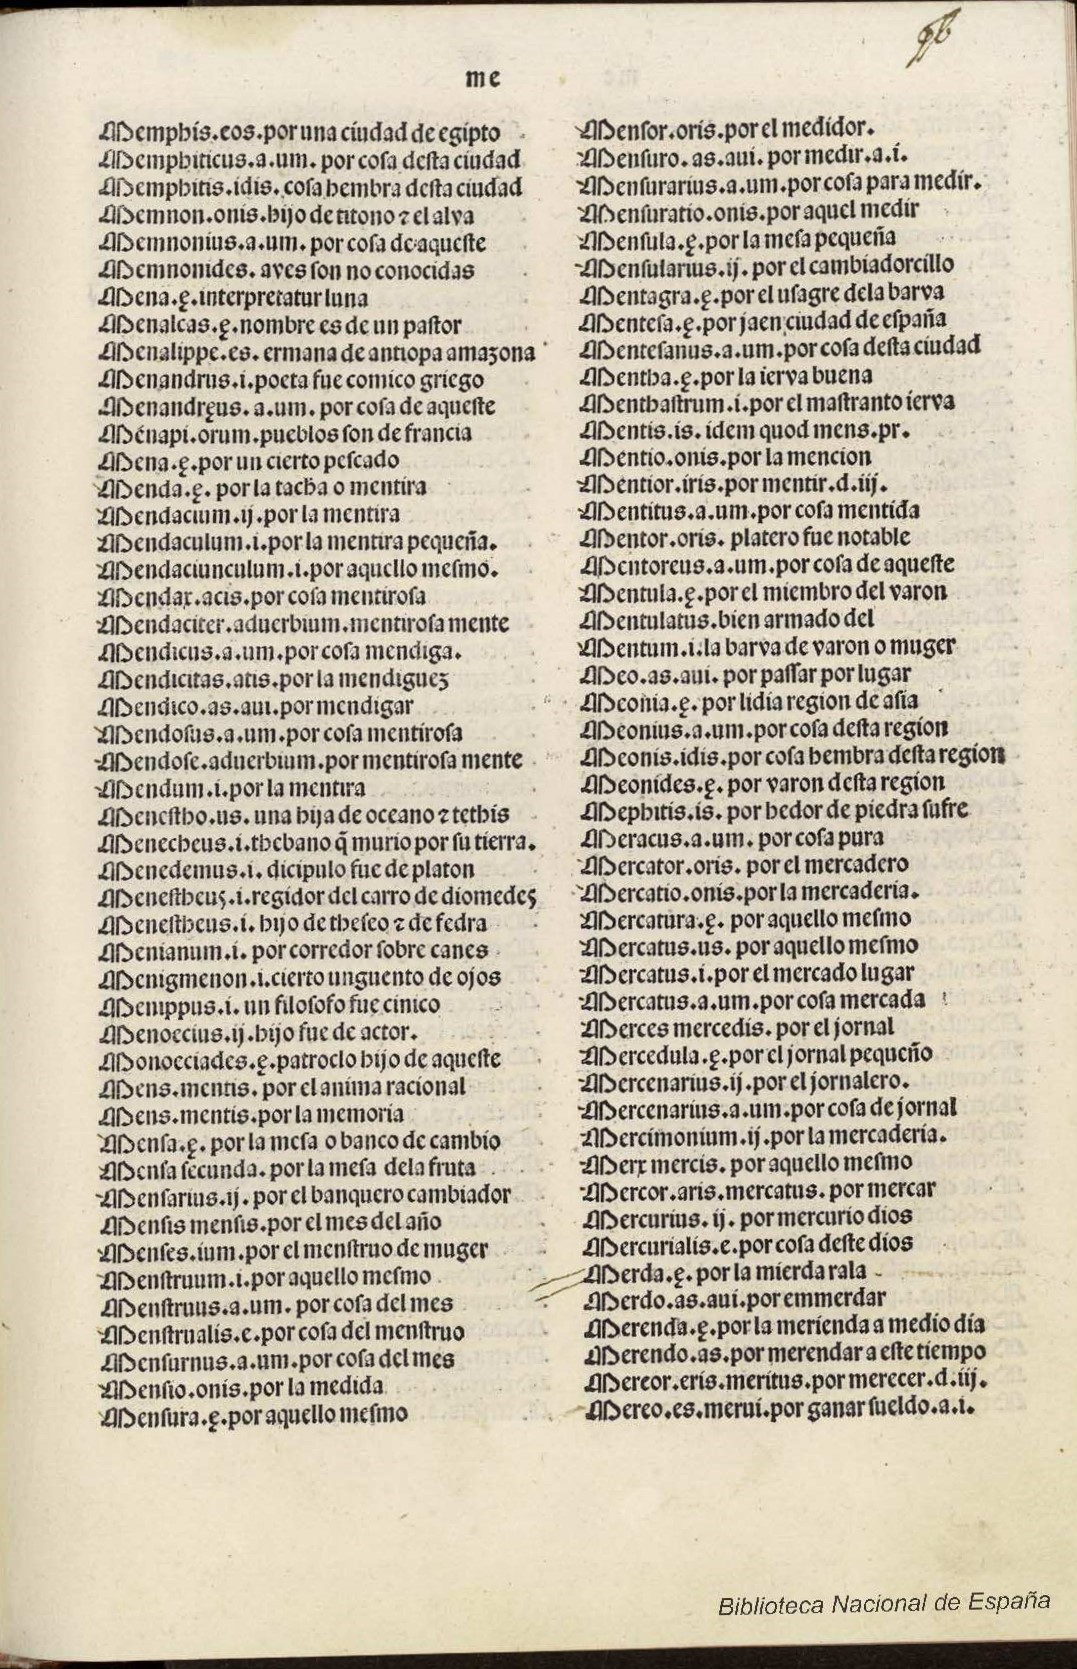 me
Memphis.eos.por una ciudad de egipto
Memphiticus.a.um. por cosa desta ciudad
Memphitis.idis.cosa hembra desta ciudad
Memnon.onis.hijo de titono ⁊ el alva
Memnonius.a.um. por cosa de aqueste
Memnonides. aves son no conocidas
Mena.ę.interpretatur luna
Menalcas.ę.nombre es de un pastor
Menalippe.es. ermana de antiopa amazona
Menandrus.i.poeta fue comico griego
Menandręus. a.um. por cosa de aqueste
Menapi.orum.pueblos son de francia
Mena.ę.por un cierto pescado
Menda.ę. por la tacha o mentira
Mendacium.ij.por la mentira
Mendaculum.i.por la mentira pequeña.
Mendaciunculum.i.por aquello mesmo.
Mendax.acis.por cosa mentirosa
Mendaciter.aduerbium.mentirosa mente
Mendicus.a.um.por cosa mendiga.
Mendicitas.atis.por la mendiguez
Mendico.as.aui.por mendigar
Mendosus.a.um.por cosa mentirosa
Mendose.aduerbium.por mentirosa mente
Mendum.i.por la mentira
Menestho.us. una hija de oceano ⁊ tethis
Menecheus.i.thebano q̃ murio por su tierra.
Menedemus.i. dicipulo fue de platon
Menestheus.i.regidor del carro de diomedes
Menestheus.i. hijo de theseo ⁊ de fedra
Menianum.i. por corredor sobre canes
Menigmenon.i.cierto unguento de ojos
Menippus.i. un filosofo fue cinico
Menoecius.ij.hijo fue de actor.
Monoeciades.ę.patroclo hijo de aqueste
Mens.mentis. por el anima racional
Mens.mentis.por la memoria
Mensa.ę. por la mesa o banco de cambio
Mensa secunda. por la mesa dela fruta
Mensarius.ij. por el banquero cambiador
Mensis mensis.por el mes del año
Menses.ium.por el menstruo de muger
Menstruum.i.por aquello mesmo
Menstruus.a.um. por cosa del mes
Menstrualis.e.por cosa del menstruo
Mensurnus.a.um.por cosa del mes
Mensio.onis.por la medida
Mensura.ę.por aquello mesmo
Mensor.oris.por el medidor.
Mensuro. as.aui. por medir.a.i.
Mensurarius.a.um.por cosa para medir.
Mensuratio.onis.por aquel medir
Mensula.ę.por la mesa pequeña
Mensularius.ij. por el cambiadorcillo
Mentagra.ę.por el usagre dela barva
Mentesa.ę.por jaen ciudad de españa
Mentesanus.a.um.por cosa desta ciudad
Mentha.ę.por la ierva buena
Menthastrum.i.por el mastranto ierva
Mentis.is. idem quod mens.pr.
Mentio.onis.por la mencion
Mentior.iris.por mentir.d.iij.
Mentitus.a.um.por cosa mentida
Mentor.oris. platero fue notable
Mentoreus.a.um.por cosa de aqueste
Mentula.ę.por el miembro del varon
Mentulatus.bien armado del
Mentum.i.la barva de varon o muger
Meo.as.aui. por passar por lugar
Meonia.ę. por lidia region de asia
Meonius.a.um.por cosa desta region
Meonis.idis.por cosa hembra desta region
Meonides.ę. por varon desta region
Mephitis.is. por hedor de piedra sufre
Meracus.a.um. por cosa pura
Mercator.oris. por el mercadero
Mercatio.onis.por la mercaderia.
Mercatura.ę. por aquello mesmo
Mercatus.us. por aquello mesmo
Mercatus.i.por el mercado lugar
Mercatus.a.um.por cosa mercada
Merces mercedis. por el jornal
Mercedula.ę.por el jornal pequeño
Mercenarius.ij.por el jornalero.
Mercenarius.a.um.por cosa de jornal
Mercimonium.ij.por la mercaderia.
Merx mercis. por aquello mesmo
Mercor.aris.mercatus. por mercar
Mercurius. ij. por mercurio dios
Mercurialis.e.por cosa deste dios
Merda.ę. por la mierda rala
Merdo.as.aui.por emmerdar
Merenda.ę.por la merienda a medio dia
Merendo.as.por merendar a este tiempo
Mereor.eris.meritus.por merecer.d.iij.
Mereo.es.merui.por ganar sueldo.a.i.
Biblioteca Nacional de España